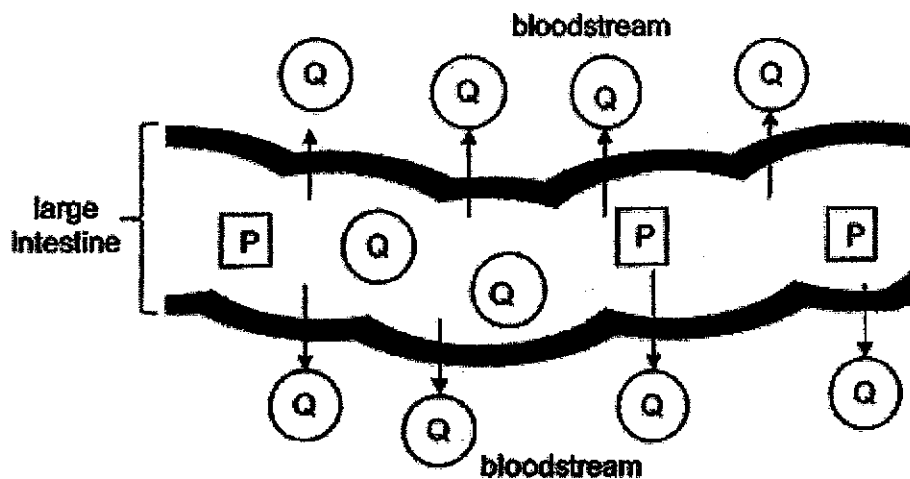 bloodstream
Q Q Q Q
large
intestine
P Q Q P P
Q Q Q Q
bloodstream